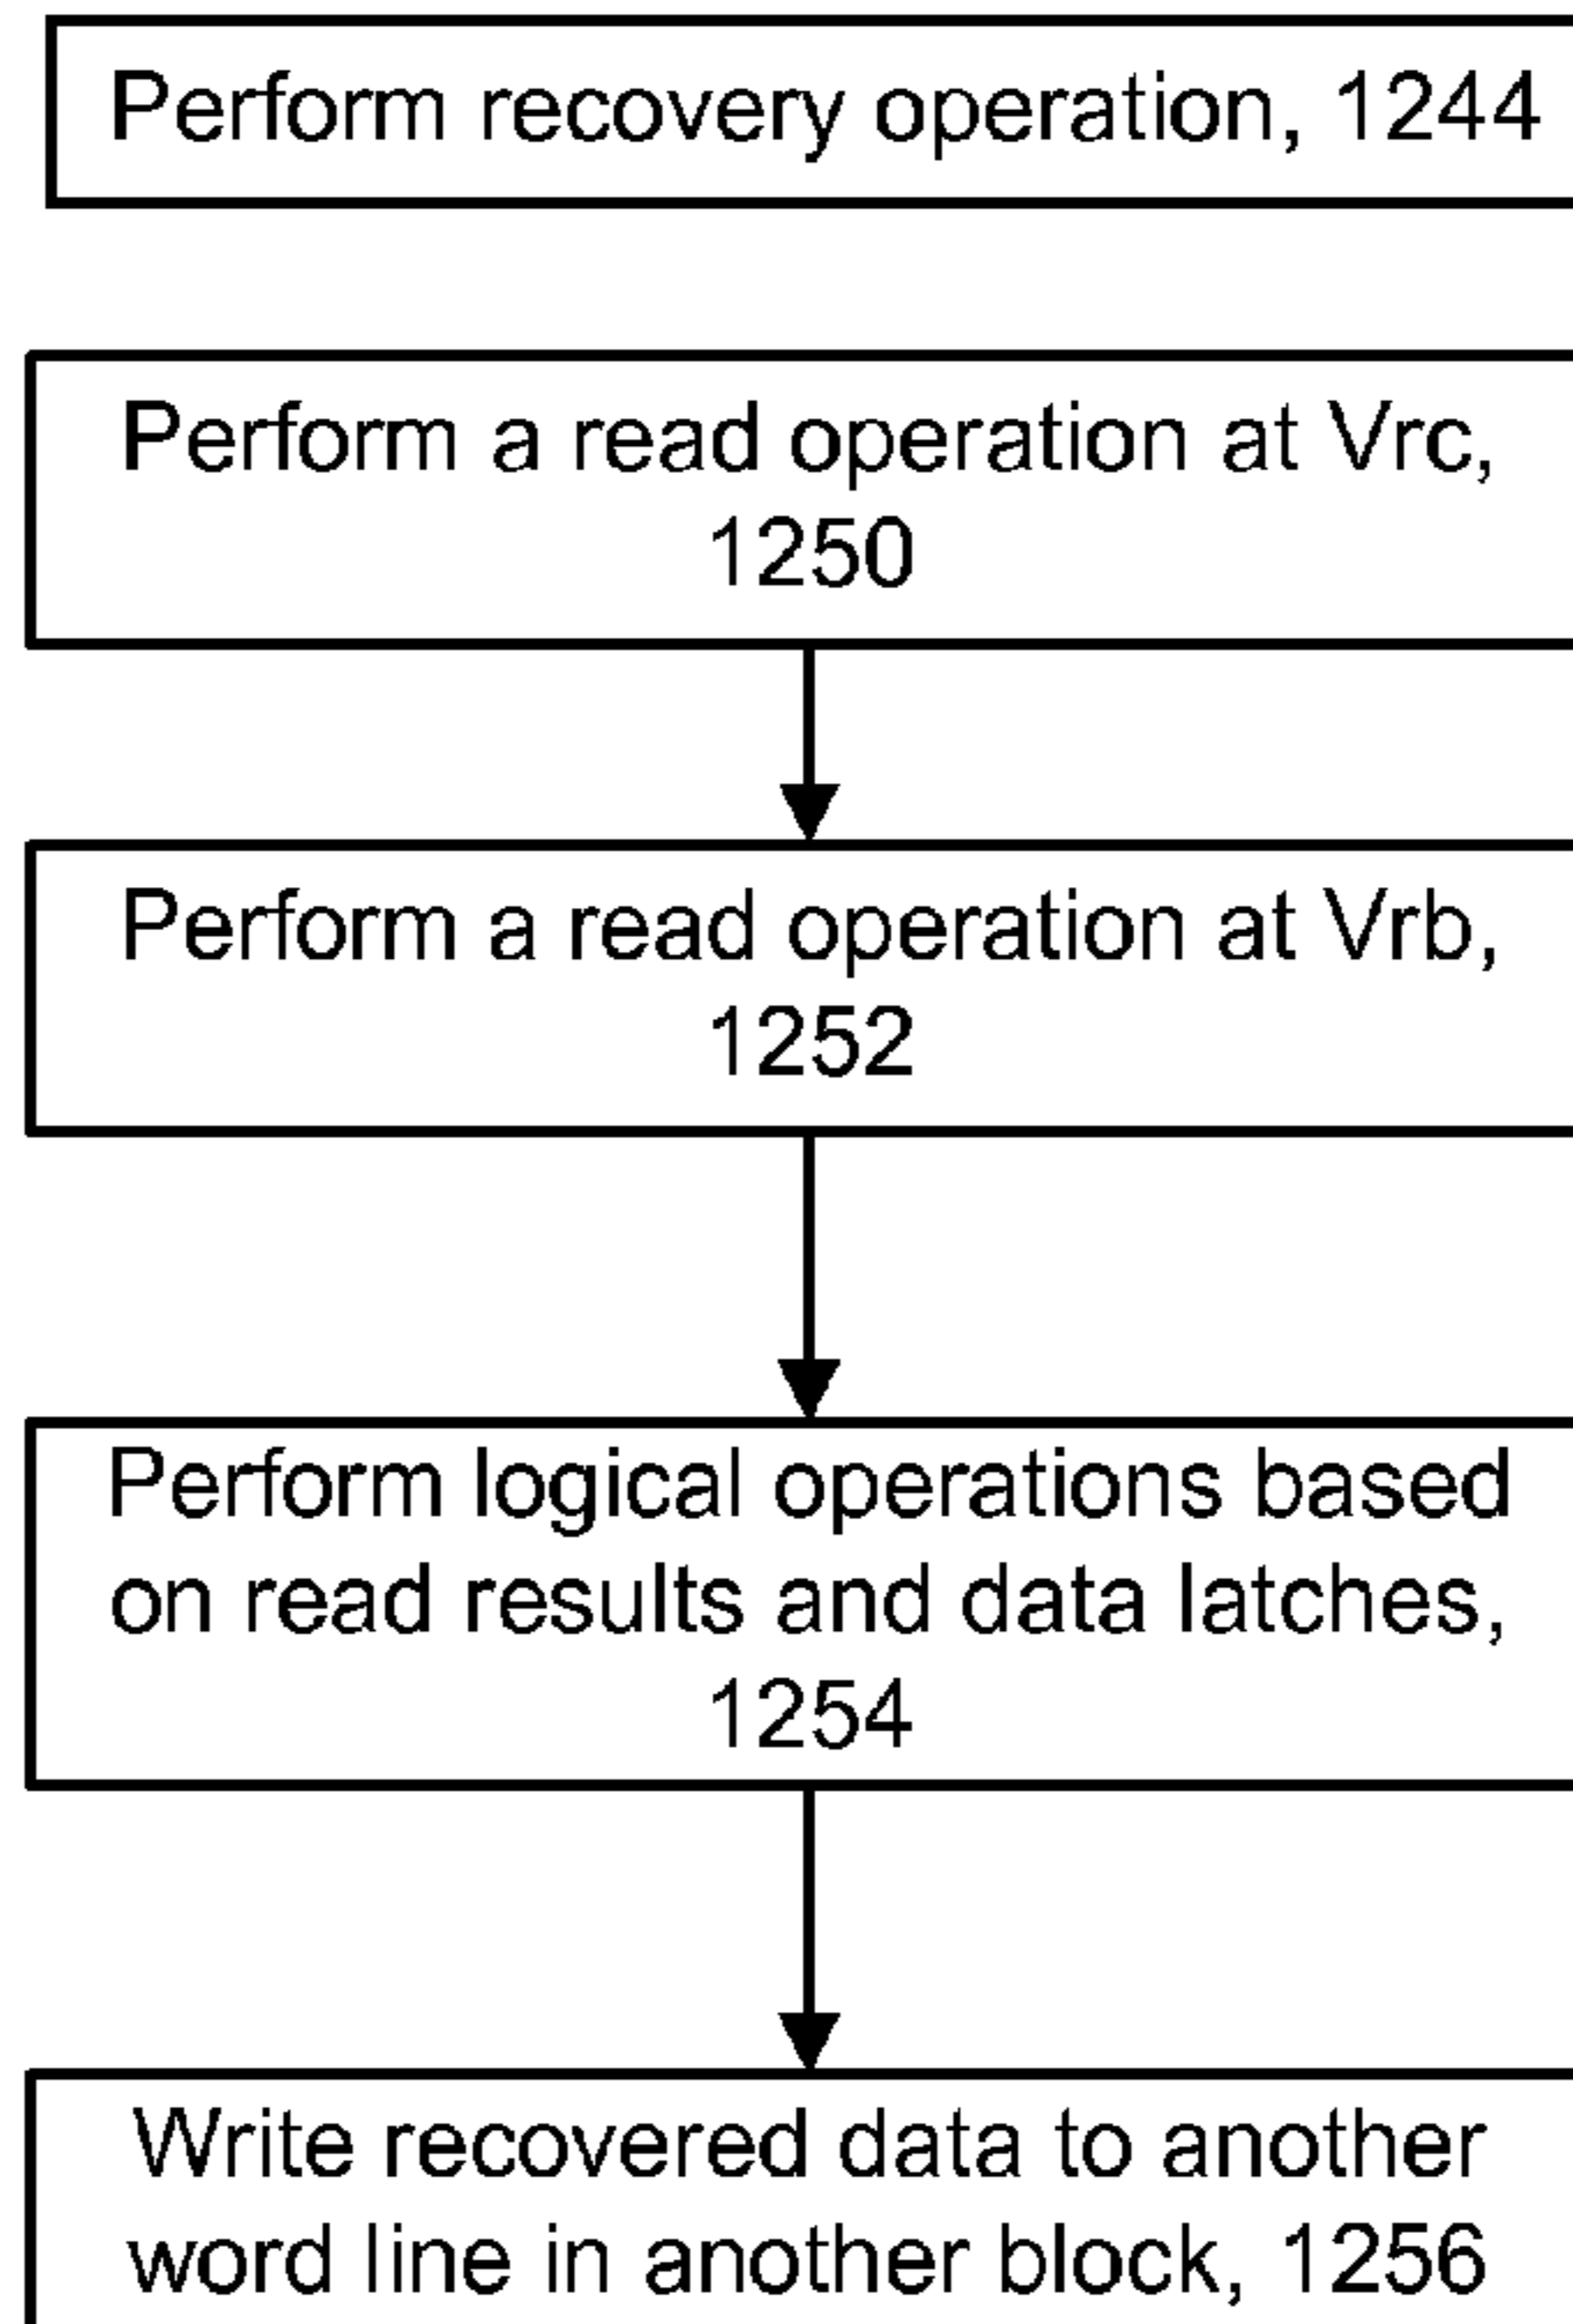 Perform recovery operation, 1244
Perform a read operation at Vrc,
1250
Perform a read operation at Vrb,
1252
Perform logical operations based
on read results and data latches,
1254
Write recovered data to another
word line in another block, 1256